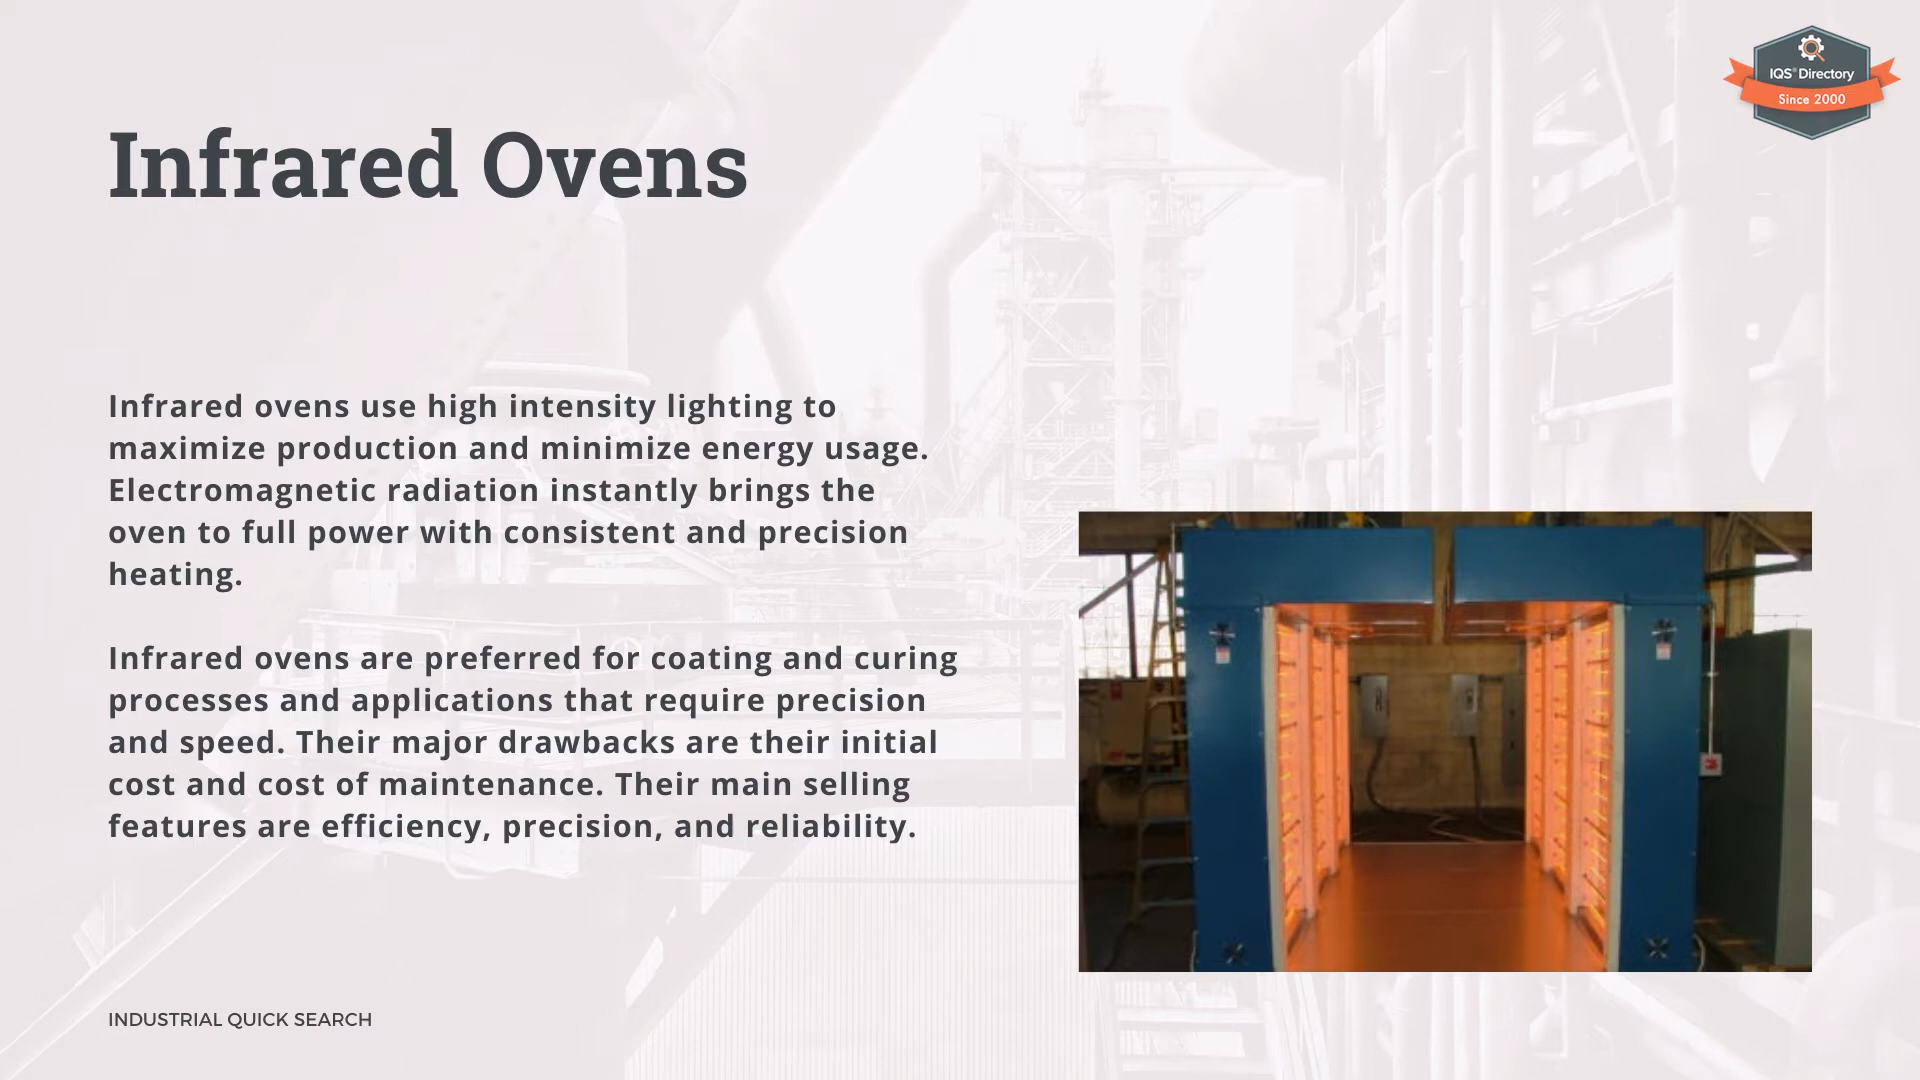 IQS® Directory
Since 2000
Infrared Ovens
Infrared ovens use high intensity lighting to
maximize production and minimize energy usage.
Electromagnetic radiation instantly brings the
oven to full power with consistent and precision
heating.
Infrared ovens are preferred for coating and curing
processes and applications that require precision
and speed. Their major drawbacks are their initial
cost and cost of maintenance. Their main selling
features are efficiency, precision, and reliability.
INDUSTRIAL QUICK SEARCH